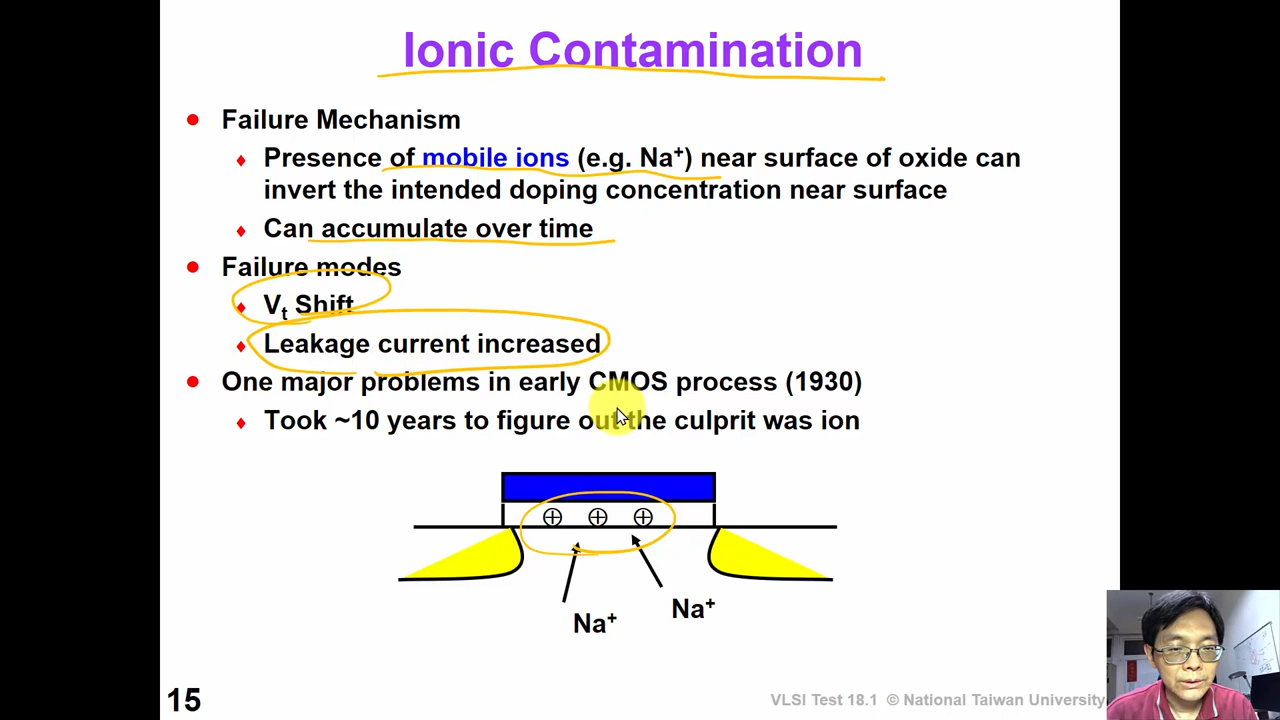 Ionic Contamination
● Failure Mechanism
♦ Presence of mobile ions (e.g. Na⁺) near surface of oxide can
invert the intended doping concentration near surface
♦ Can accumulate over time
● Failure modes
♦ Vₜ Shift
♦ Leakage current increased
● One major problems in early CMOS process (1930)
♦ Took ~10 years to figure out the culprit was ion
⊕ ⊕ ⊕
Na⁺
Na⁺
15
VLSI Test 18.1 © National Taiwan University